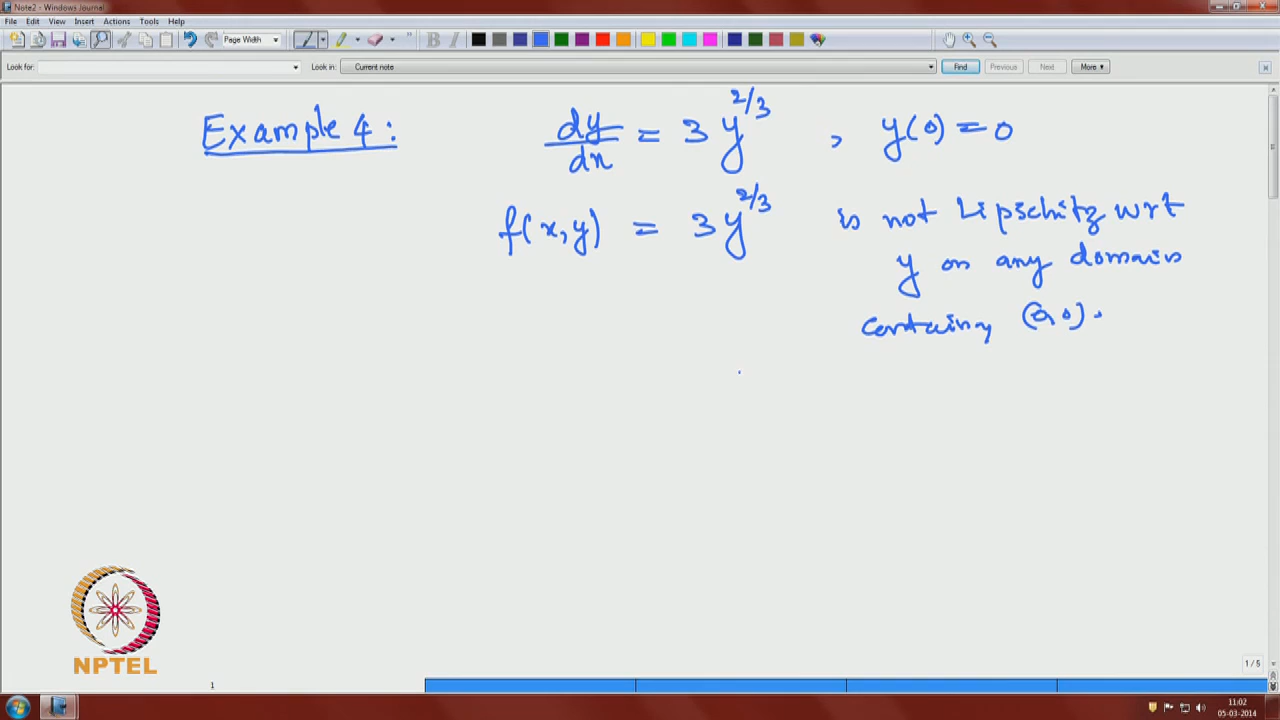 Note2 - Windows Journal
File Edit View Insert Actions Tools Help
Page Width
B I
Look for: Look in: Current note Find Previous Next More
Example 4: dy/dx = 3 y^2/3 , y(0) = 0
f(x,y) = 3 y^2/3 is not Lipschitz wrt
y on any domain
containing (0,0).
NPTEL
1 / 5
1
11:02
05-03-2014